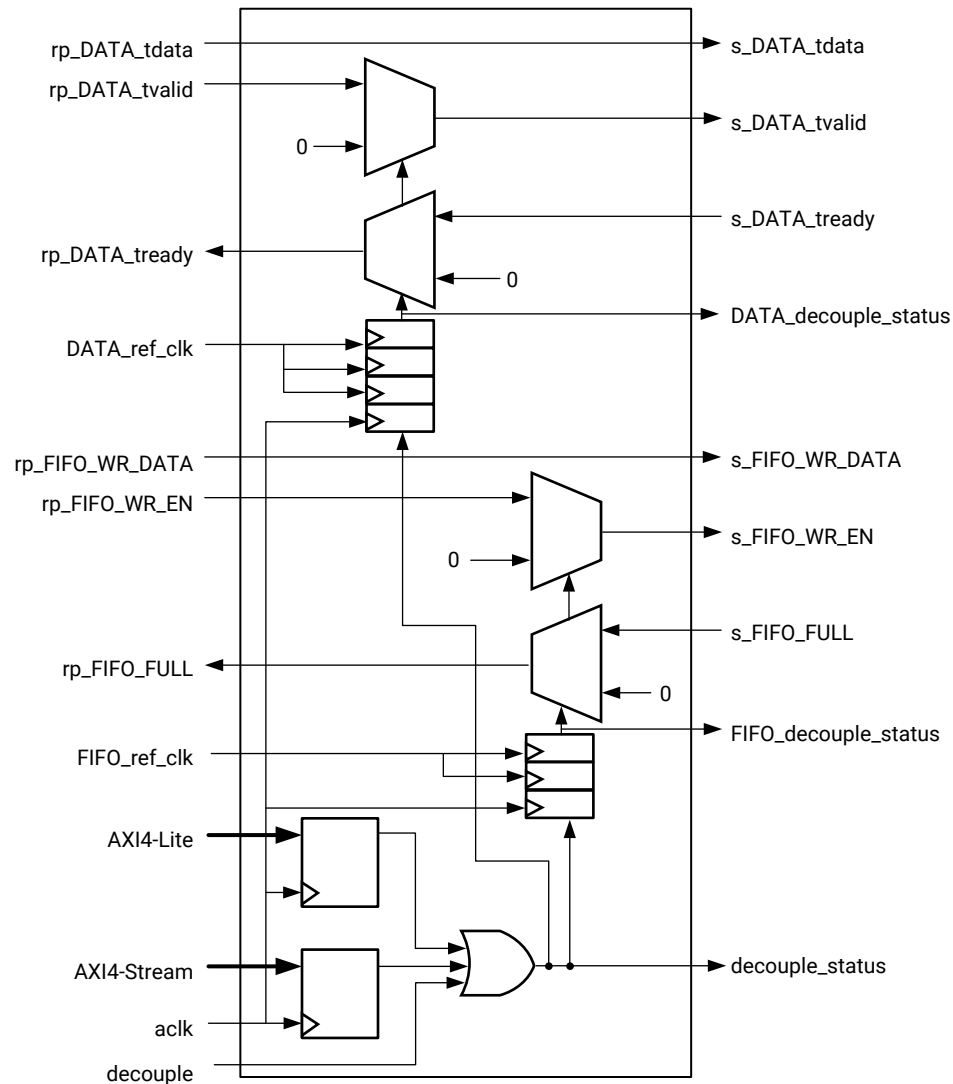 rp_DATA_tdata
s_DATA_tdata
rp_DATA_tvalid
s_DATA_tvalid
0
s_DATA_tready
rp_DATA_tready
0
DATA_decouple_status
DATA_ref_clk
rp_FIFO_WR_DATA
s_FIFO_WR_DATA
rp_FIFO_WR_EN
s_FIFO_WR_EN
0
s_FIFO_FULL
rp_FIFO_FULL
0
FIFO_decouple_status
FIFO_ref_clk
AXI4-Lite
AXI4-Stream
decouple_status
aclk
decouple